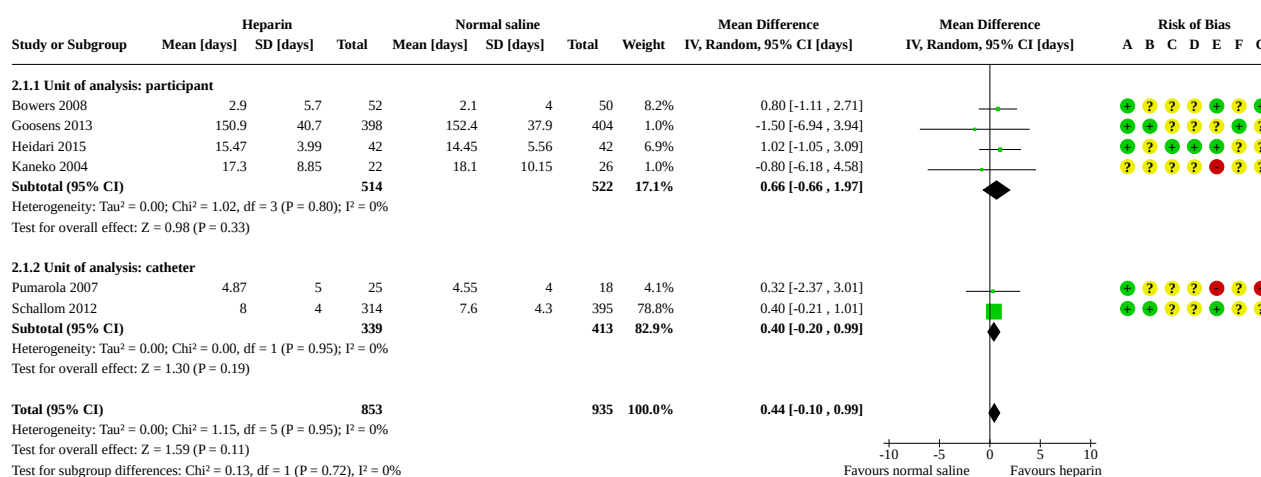 Heparin Normal saline Mean Difference Mean Difference Risk of Bias
Study or Subgroup Mean [days] SD [days] Total Mean [days] SD [days] Total Weight IV, Random, 95% CI [days] IV, Random, 95% CI [days] A B C D E F
2.1.1 Unit of analysis: participant
Bowers 2008 2.9 5.7 52 2.1 4 50 8.2% 0.80 [-1.11 , 2.71] + ? ? ? + ? +
Goosens 2013 150.9 40.7 398 152.4 37.9 404 1.0% -1.50 [-6.94 , 3.94] + + ? ? ? + ?
Heidari 2015 15.47 3.99 42 14.45 5.56 42 6.9% 1.02 [-1.05 , 3.09] + ? + + + ? ?
Kaneko 2004 17.3 8.85 22 18.1 10.15 26 1.0% -0.80 [-6.18 , 4.58] ? ? ? ? - ? ?
Subtotal (95% CI) 514 522 17.1% 0.66 [-0.66 , 1.97]
Heterogeneity: Tau² = 0.00; Chi² = 1.02, df = 3 (P = 0.80); I² = 0%
Test for overall effect: Z = 0.98 (P = 0.33)
2.1.2 Unit of analysis: catheter
Pumarola 2007 4.87 5 25 4.55 4 18 4.1% 0.32 [-2.37 , 3.01] + ? ? ? - ? -
Schallom 2012 8 4 314 7.6 4.3 395 78.8% 0.40 [-0.21 , 1.01] + + ? ? + ? ?
Subtotal (95% CI) 339 413 82.9% 0.40 [-0.20 , 0.99]
Heterogeneity: Tau² = 0.00; Chi² = 0.00, df = 1 (P = 0.95); I² = 0%
Test for overall effect: Z = 1.30 (P = 0.19)
Total (95% CI) 853 935 100.0% 0.44 [-0.10 , 0.99]
Heterogeneity: Tau² = 0.00; Chi² = 1.15, df = 5 (P = 0.95); I² = 0%
Test for overall effect: Z = 1.59 (P = 0.11)
-10 -5 0 5 10
Test for subgroup differences: Chi² = 0.13, df = 1 (P = 0.72), I² = 0% Favours normal saline Favours heparin